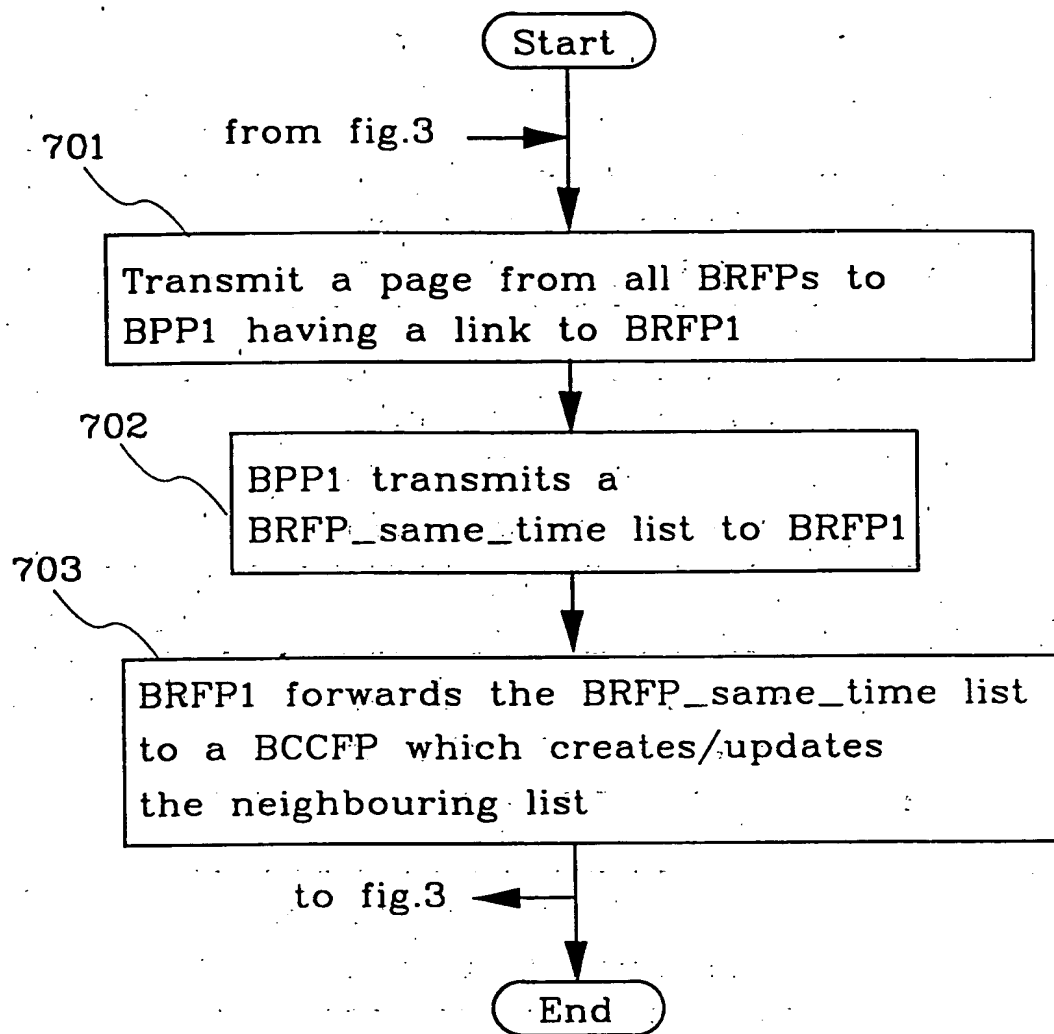 Start
from fig.3
701
Transmit a page from all BRFPs to
BPP1 having a link to BRFP1
702
BPP1 transmits a
BRFP_same_time list to BRFP1
703
BRFP1 forwards the BRFP_same_time list
to a BCCFP which creates/updates
the neighbouring list
to fig.3
End